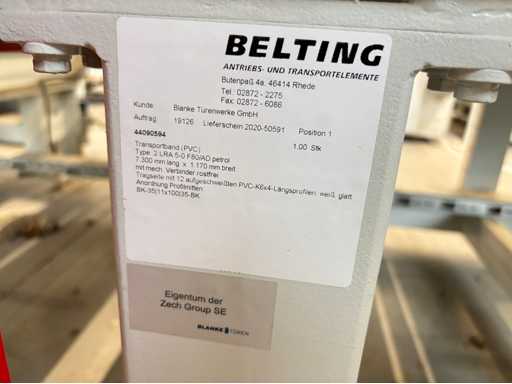 BELTING
ANTRIEBS- UND TRANSPORTELEMENTE
Butenpaß 4a, 46414 Rhede
Tel.: 02872 - 2275
Fax: 02872 - 6086
Kunde Blanke Türenwerke GmbH
Auftrag 19126 Lieferschein 2020-50591 Position 1
44090594 1,00 Stk
Transportband (PVC)
Type: 2 LRA 5-0 F80/AD petrol
7.300 mm lang x 1.170 mm breit
mit mech. Verbinder rostfrei
Tragseite mit 12 aufgeschweißten PVC-K6x4-Längsprofilen, weiß, glatt
Anordnung Profilmitten
BK-35|11x100|35-BK
Eigentum der
Zech Group SE
BLANKE TÜREN